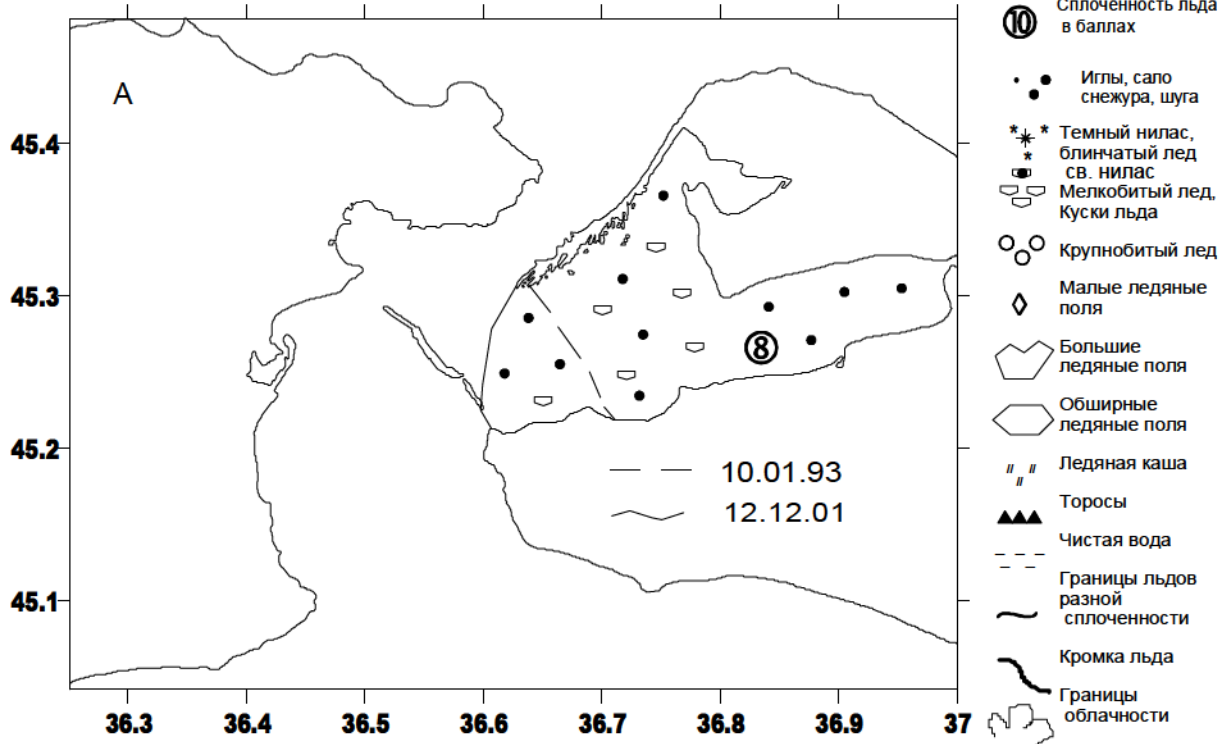 А
45.4
45.3
45.2
45.1
36.3 36.4 36.5 36.6 36.7 36.8 36.9 37
8
10.01.93
12.12.01
Сплоченность льда
10 в баллах
Иглы, сало
снежура, шуга
Темный нилас,
блинчатый лед
св. нилас
Мелкобитый лед,
Куски льда
Крупнобитый лед
Малые ледяные
поля
Большие
ледяные поля
Обширные
ледяные поля
Ледяная каша
Торосы
Чистая вода
Границы льдов
разной
сплоченности
Кромка льда
Границы
облачности